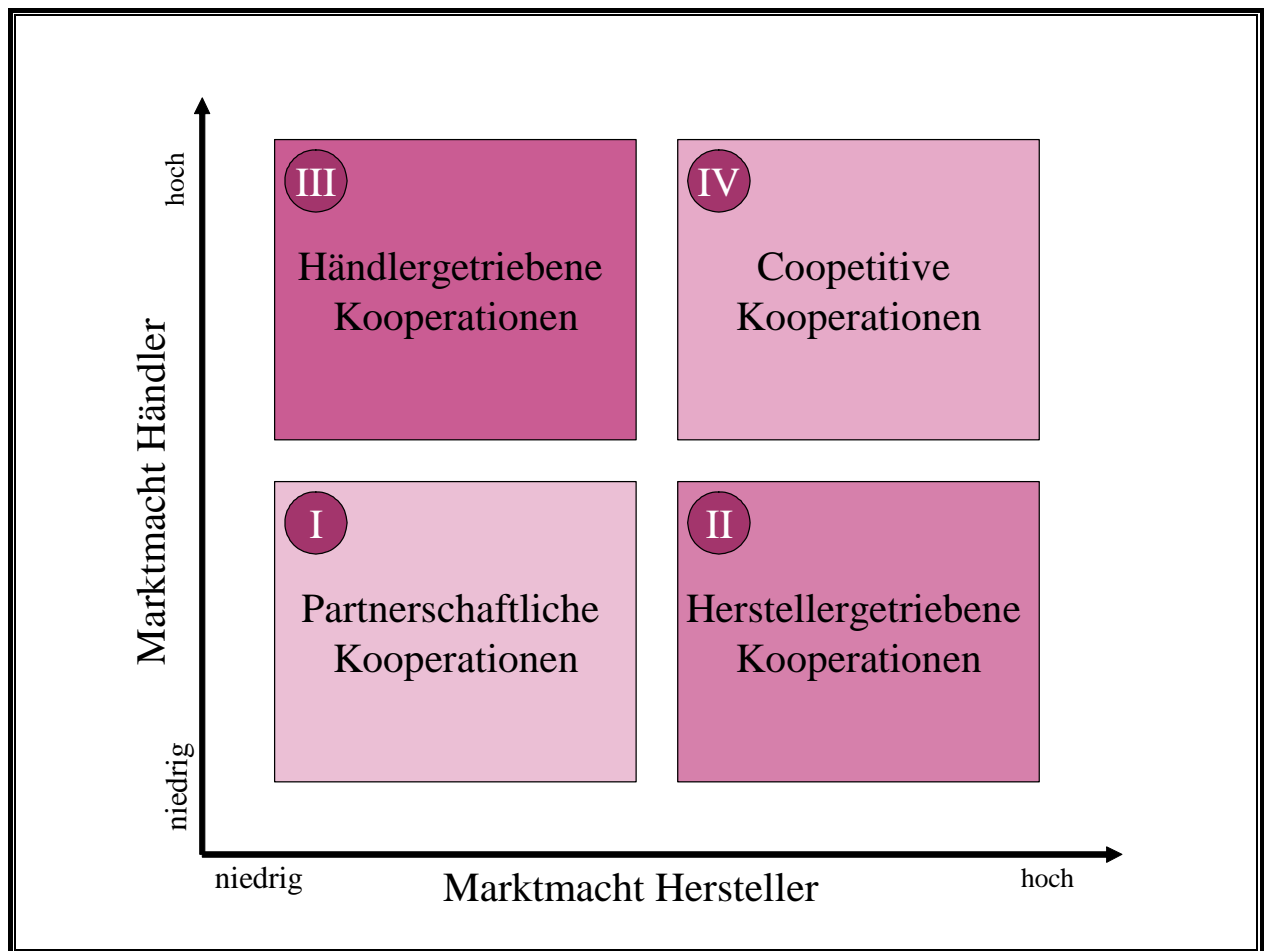 hoch
Marktmacht Händler
niedrig
III
Händlergetriebene
Kooperationen
IV
Coopetitive
Kooperationen
I
Partnerschaftliche
Kooperationen
II
Herstellergetriebene
Kooperationen
niedrig
Marktmacht Hersteller
hoch